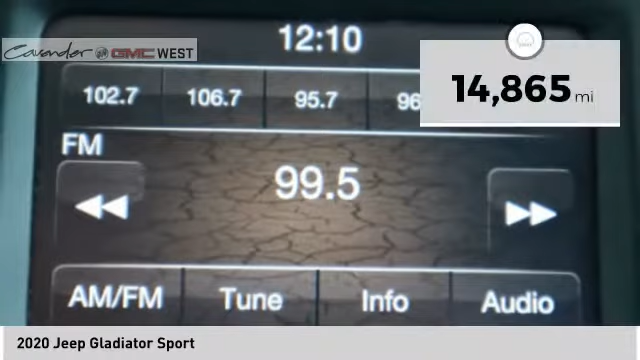 12:10
Cavender GMC WEST
14,865 mi
102.7 106.7 95.7 96
FM
99.5
AM/FM Tune Info Audio
2020 Jeep Gladiator Sport